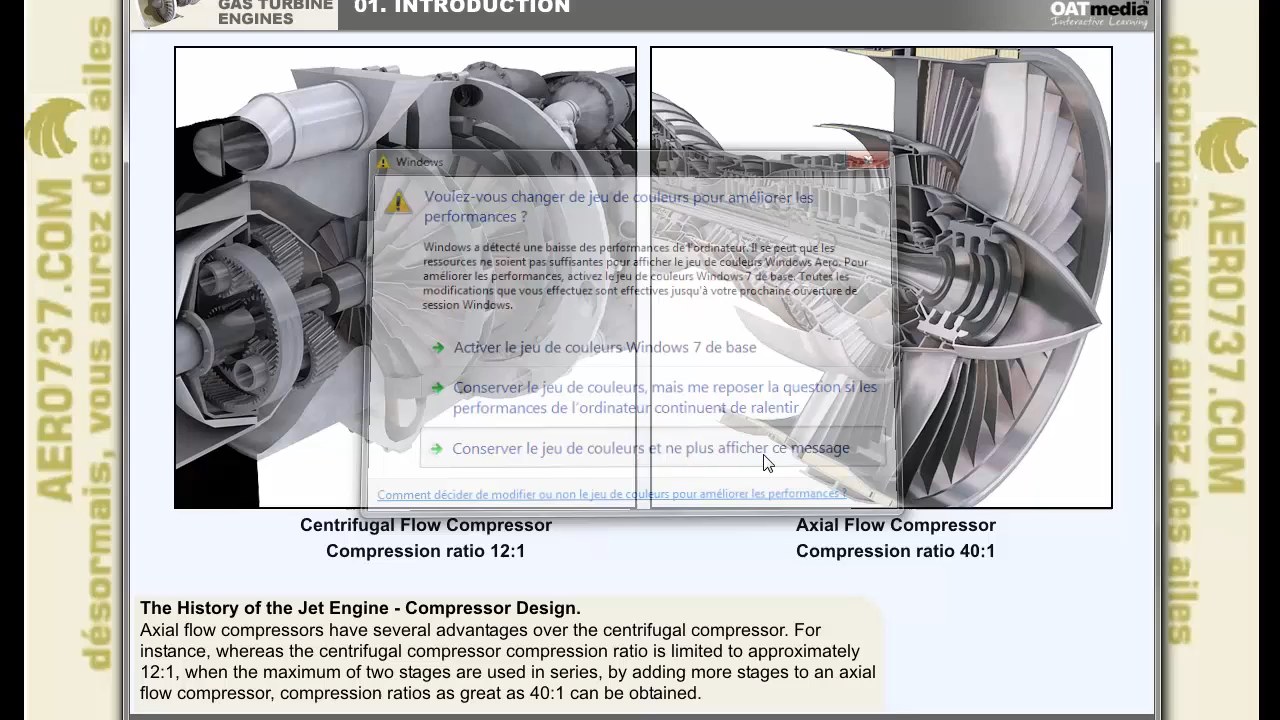 GAS TURBINE
ENGINES
01. INTRODUCTION
OATmedia
Interactive Learning
AERO737.COM
désormais, vous aurez des ailes
Windows
Voulez-vous changer de jeu de couleurs pour améliorer les
performances ?
Windows a détecté une baisse des performances de l'ordinateur. Il se peut que les
ressources ne soient pas suffisantes pour afficher le jeu de couleurs Windows Aero. Pour
améliorer les performances, activez le jeu de couleurs Windows 7 de base. Toutes les
modifications que vous effectuez sont effectives jusqu'à votre prochaine ouverture de
session Windows.
Activer le jeu de couleurs Windows 7 de base
Conserver le jeu de couleurs, mais me reposer la question si les
performances de l'ordinateur continuent de ralentir
Conserver le jeu de couleurs et ne plus afficher ce message
Comment décider de modifier ou non le jeu de couleurs pour améliorer les performances ?
Centrifugal Flow Compressor
Compression ratio 12:1
Axial Flow Compressor
Compression ratio 40:1
The History of the Jet Engine - Compressor Design.
Axial flow compressors have several advantages over the centrifugal compressor. For
instance, whereas the centrifugal compressor compression ratio is limited to approximately
12:1, when the maximum of two stages are used in series, by adding more stages to an axial
flow compressor, compression ratios as great as 40:1 can be obtained.
AERO737.COM
désormais, vous aurez des ailes